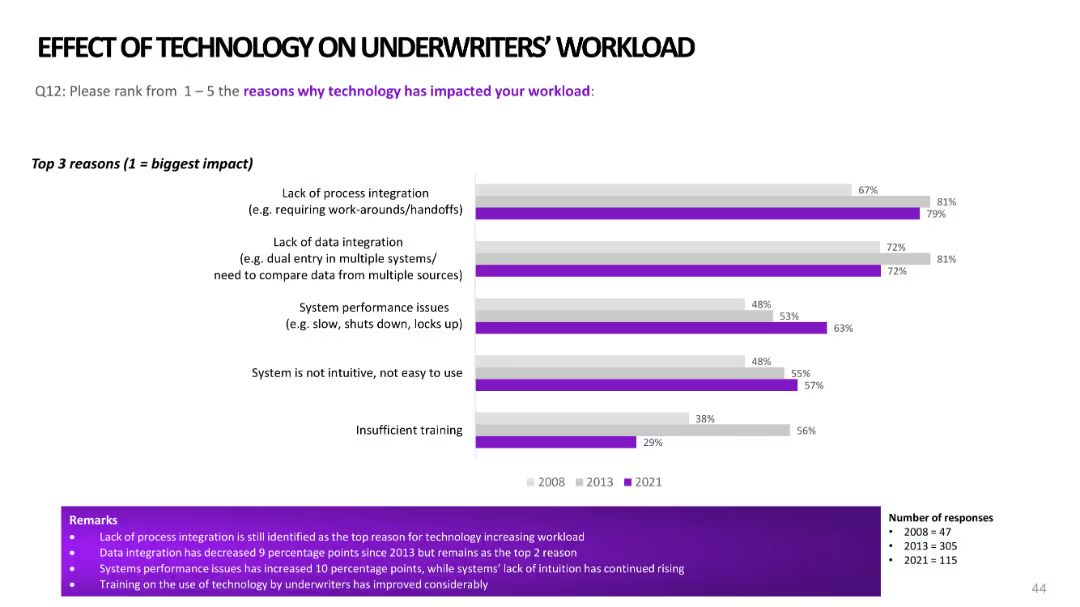 EFFECT OF TECHNOLOGY ON UNDERWRITERS' WORKLOAD
Q12: Please rank from 1 – 5 the reasons why technology has impacted your workload:
Top 3 reasons (1 = biggest impact)
Lack of process integration
(e.g. requiring work-arounds/handoffs)
67%
81%
79%
Lack of data integration
(e.g. dual entry in multiple systems/
need to compare data from multiple sources)
72%
81%
72%
System performance issues
(e.g. slow, shuts down, locks up)
48%
53%
63%
System is not intuitive, not easy to use
48%
55%
57%
Insufficient training
38%
56%
29%
2008 2013 2021
Remarks
• Lack of process integration is still identified as the top reason for technology increasing workload
• Data integration has decreased 9 percentage points since 2013 but remains as the top 2 reason
• Systems performance issues has increased 10 percentage points, while systems' lack of intuition has continued rising
• Training on the use of technology by underwriters has improved considerably
Number of responses
• 2008 = 47
• 2013 = 305
• 2021 = 115
44